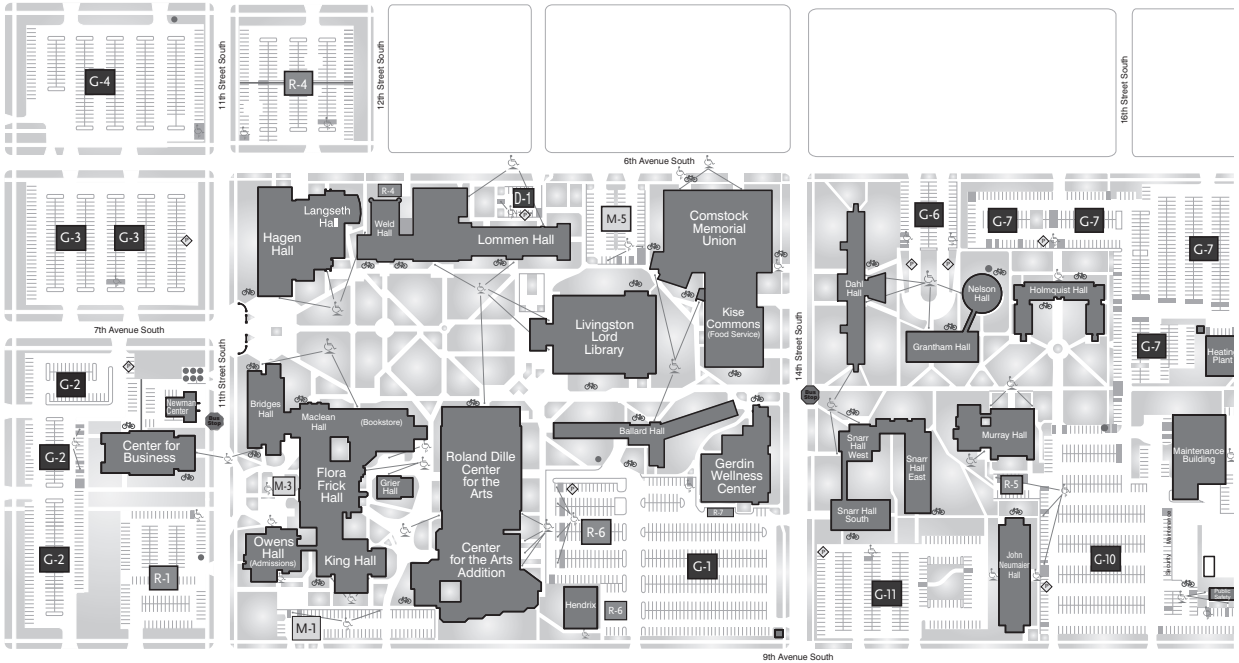 G-4
11th Street South
R-4
12th Street South
16th Street South
6th Avenue South
G-3
G-3
Langseth
Hall
Hagen
Hall
R-4
Weld
Hall
D-1
Lommen Hall
M-5
Comstock
Memorial
Union
G-6
G-7
G-7
G-7
Dahl
Hall
Nelson
Hall
Holmquist Hall
Livingston
Lord
Library
Kise
Commons
(Food Service)
Grantham Hall
G-7
Heating
Plant
7th Avenue South
11th Street South
14th Street South
G-2
Newman
Center
Bus
Stop
Bridges
Hall
Maclean
Hall
(Bookstore)
Bus
Stop
Center for
Business
G-2
Flora
Frick
Hall
M-3
Grier
Hall
Roland Dille
Center
for the
Arts
Ballard Hall
Gerdin
Wellness
Center
R-7
Snarr
Hall
West
Snarr
Hall
East
Snarr Hall
South
Murray Hall
R-5
Maintenance
Building
G-2
R-1
Owens
Hall
(Admissions)
King Hall
M-1
Center
for the Arts
Addition
R-6
Hendrix
R-6
G-1
G-11
John
Neumaier
Hall
G-10
Maintenance
Public
Safety
9th Avenue South